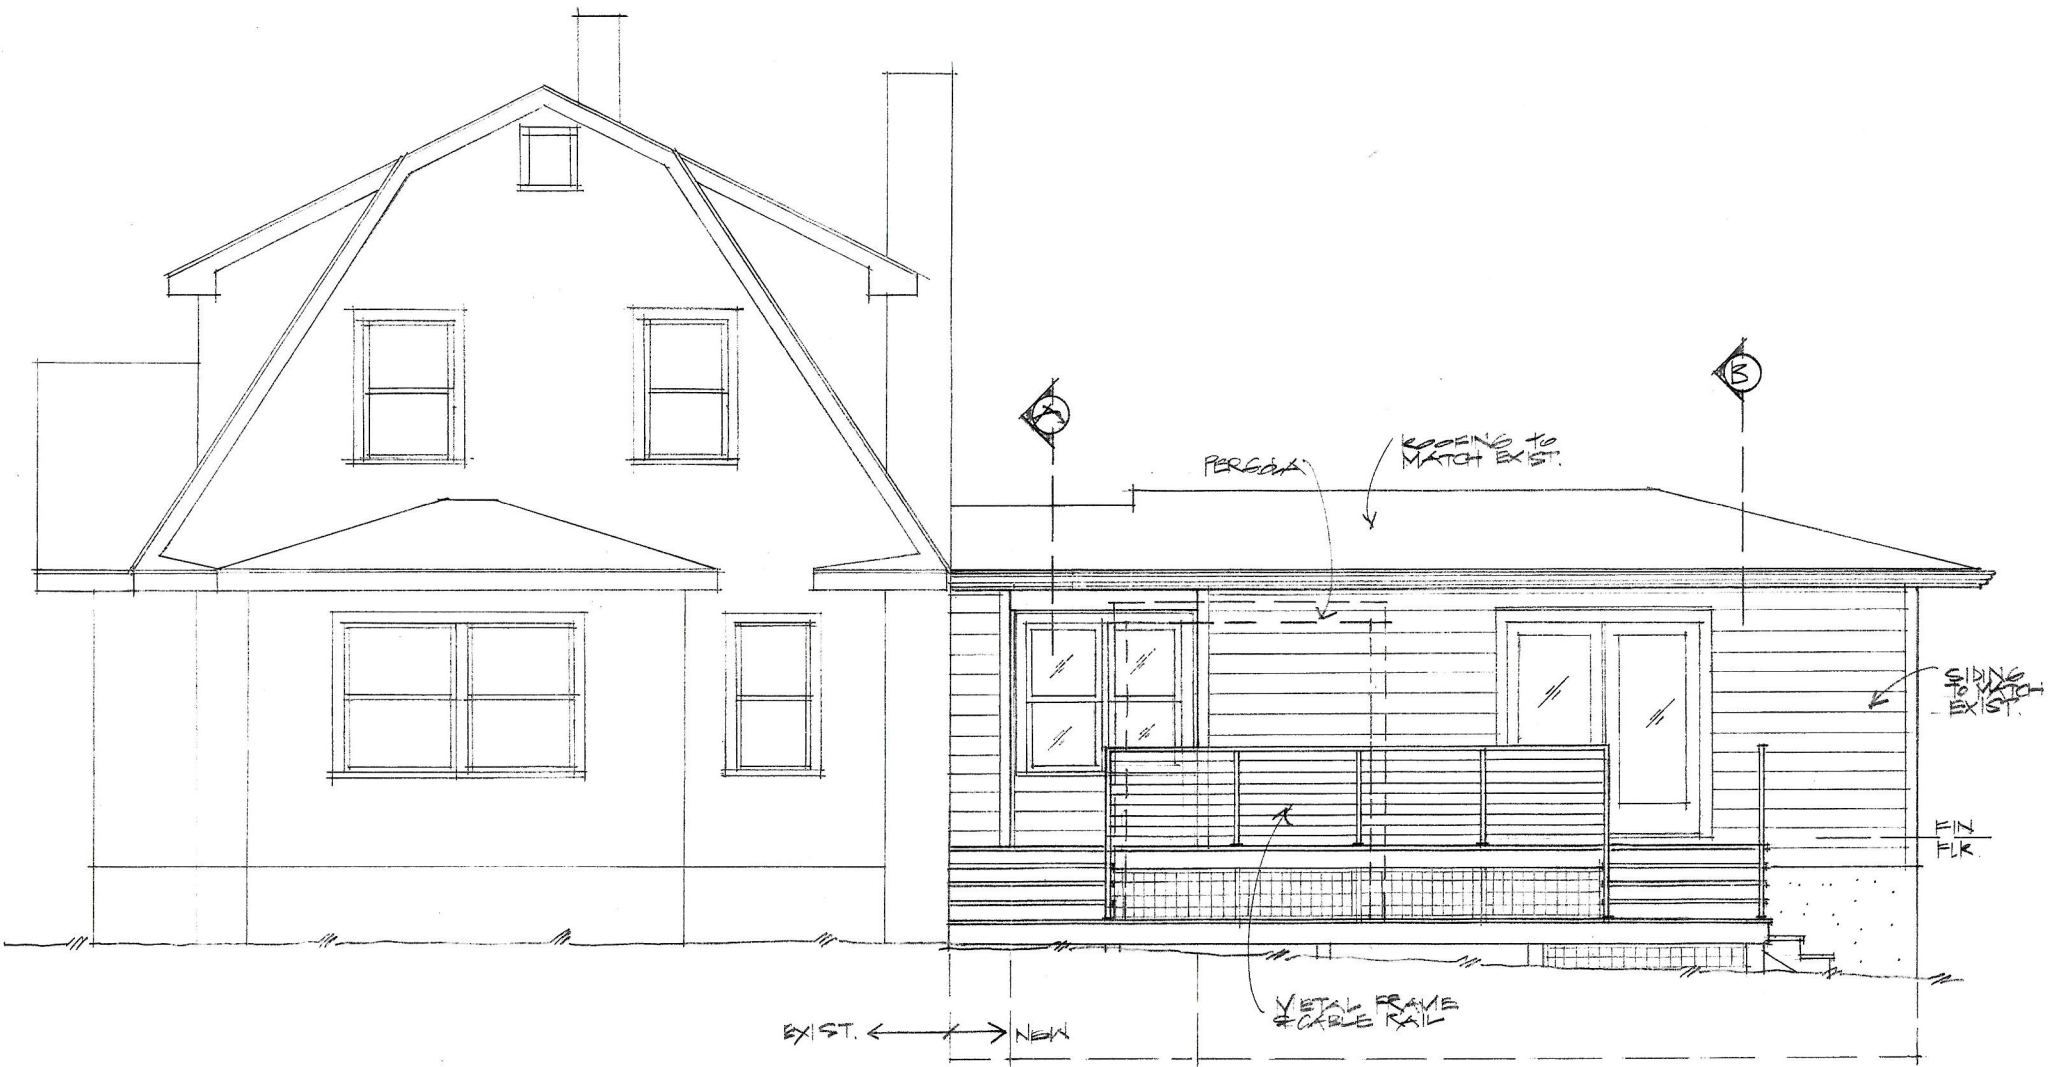 B
A
ROOFING TO
MATCH EXIST.
PERGOLA
SIDING
TO MATCH
EXIST.
FIN
FLR.
METAL FRAME
& CABLE RAIL
EXIST.
NEW